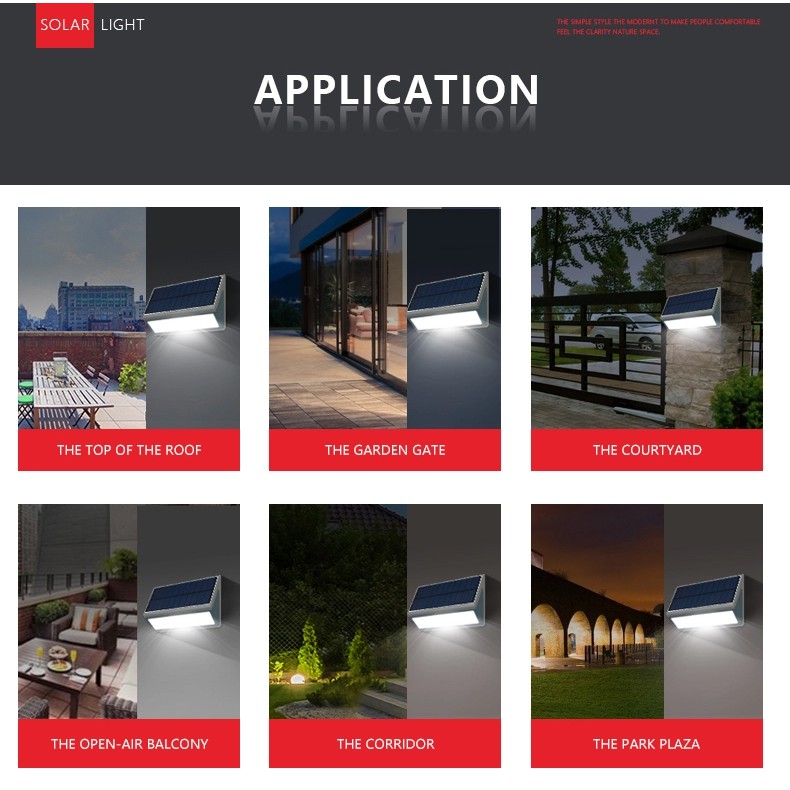 SOLAR LIGHT
THE SIMPLE STYLE THE MODERNT TO MAKE PEOPLE COMFORTABLE
FEEL THE CLARITY NATURE SPACE.
APPLICATION
THE TOP OF THE ROOF
THE GARDEN GATE
THE COURTYARD
THE OPEN-AIR BALCONY
THE CORRIDOR
THE PARK PLAZA